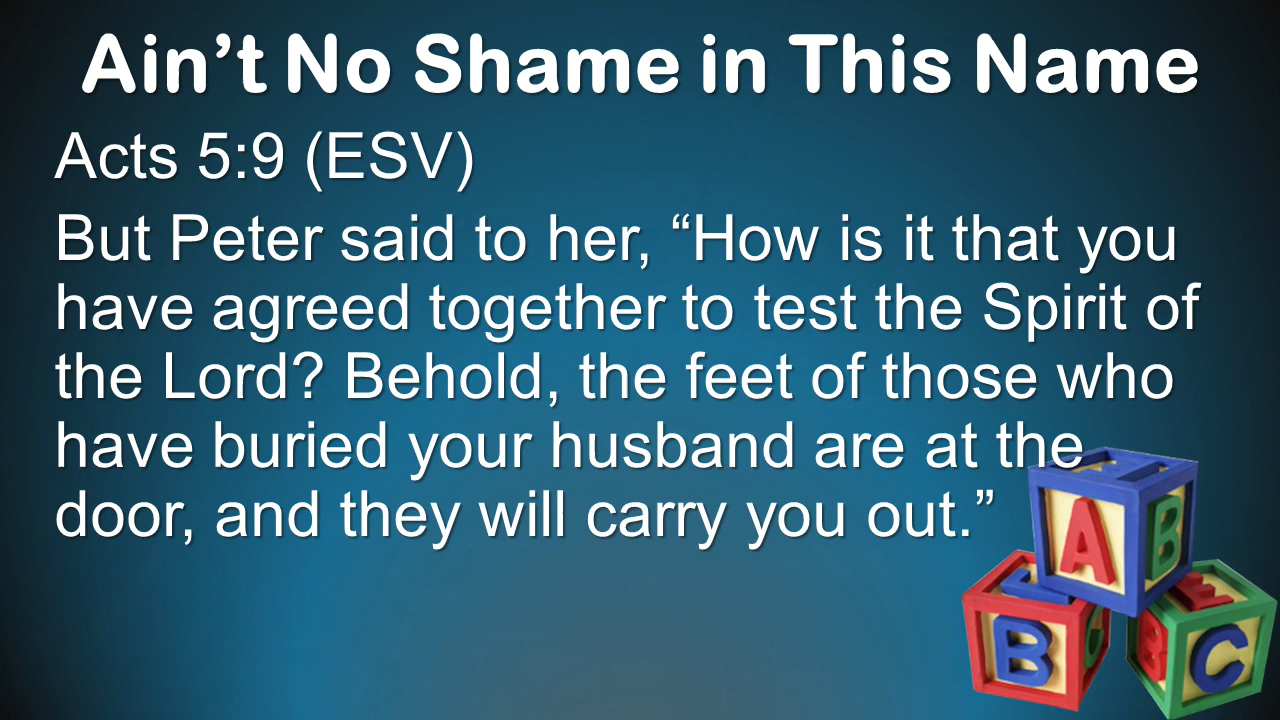 Ain’t No Shame in This Name
Acts 5:9 (ESV)
But Peter said to her, “How is it that you
have agreed together to test the Spirit of
the Lord? Behold, the feet of those who
have buried your husband are at the
door, and they will carry you out.”
A B
B C